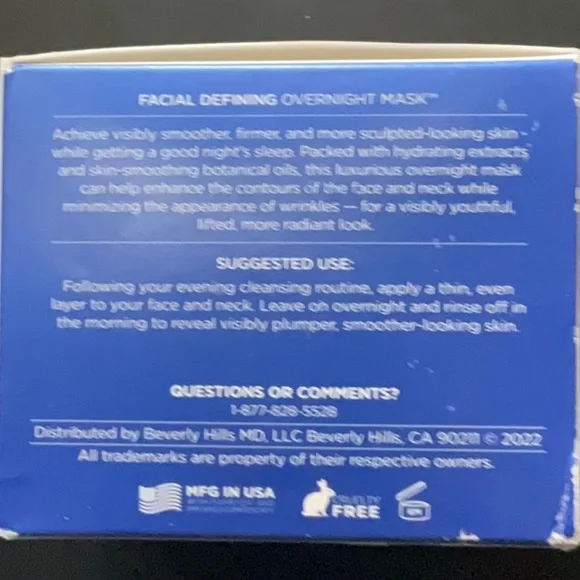 FACIAL DEFINING OVERNIGHT MASK™
Achieve visibly smoother, firmer, and more sculpted-looking skin -
while getting a good night's sleep. Packed with hydrating extracts
and skin-smoothing botanical oils, this luxurious overnight mask
can help enhance the contours of the face and neck while
minimizing the appearance of wrinkles — for a visibly youthful,
lifted, more radiant look.
SUGGESTED USE:
Following your evening cleansing routine, apply a thin, even
layer to your face and neck. Leave on overnight and rinse off in
the morning to reveal visibly plumper, smoother-looking skin.
QUESTIONS OR COMMENTS?
1-877-828-5528
Distributed by Beverly Hills MD, LLC Beverly Hills, CA 90211 © 2022
All trademarks are property of their respective owners.
MFG IN USA
CRUELTY
FREE